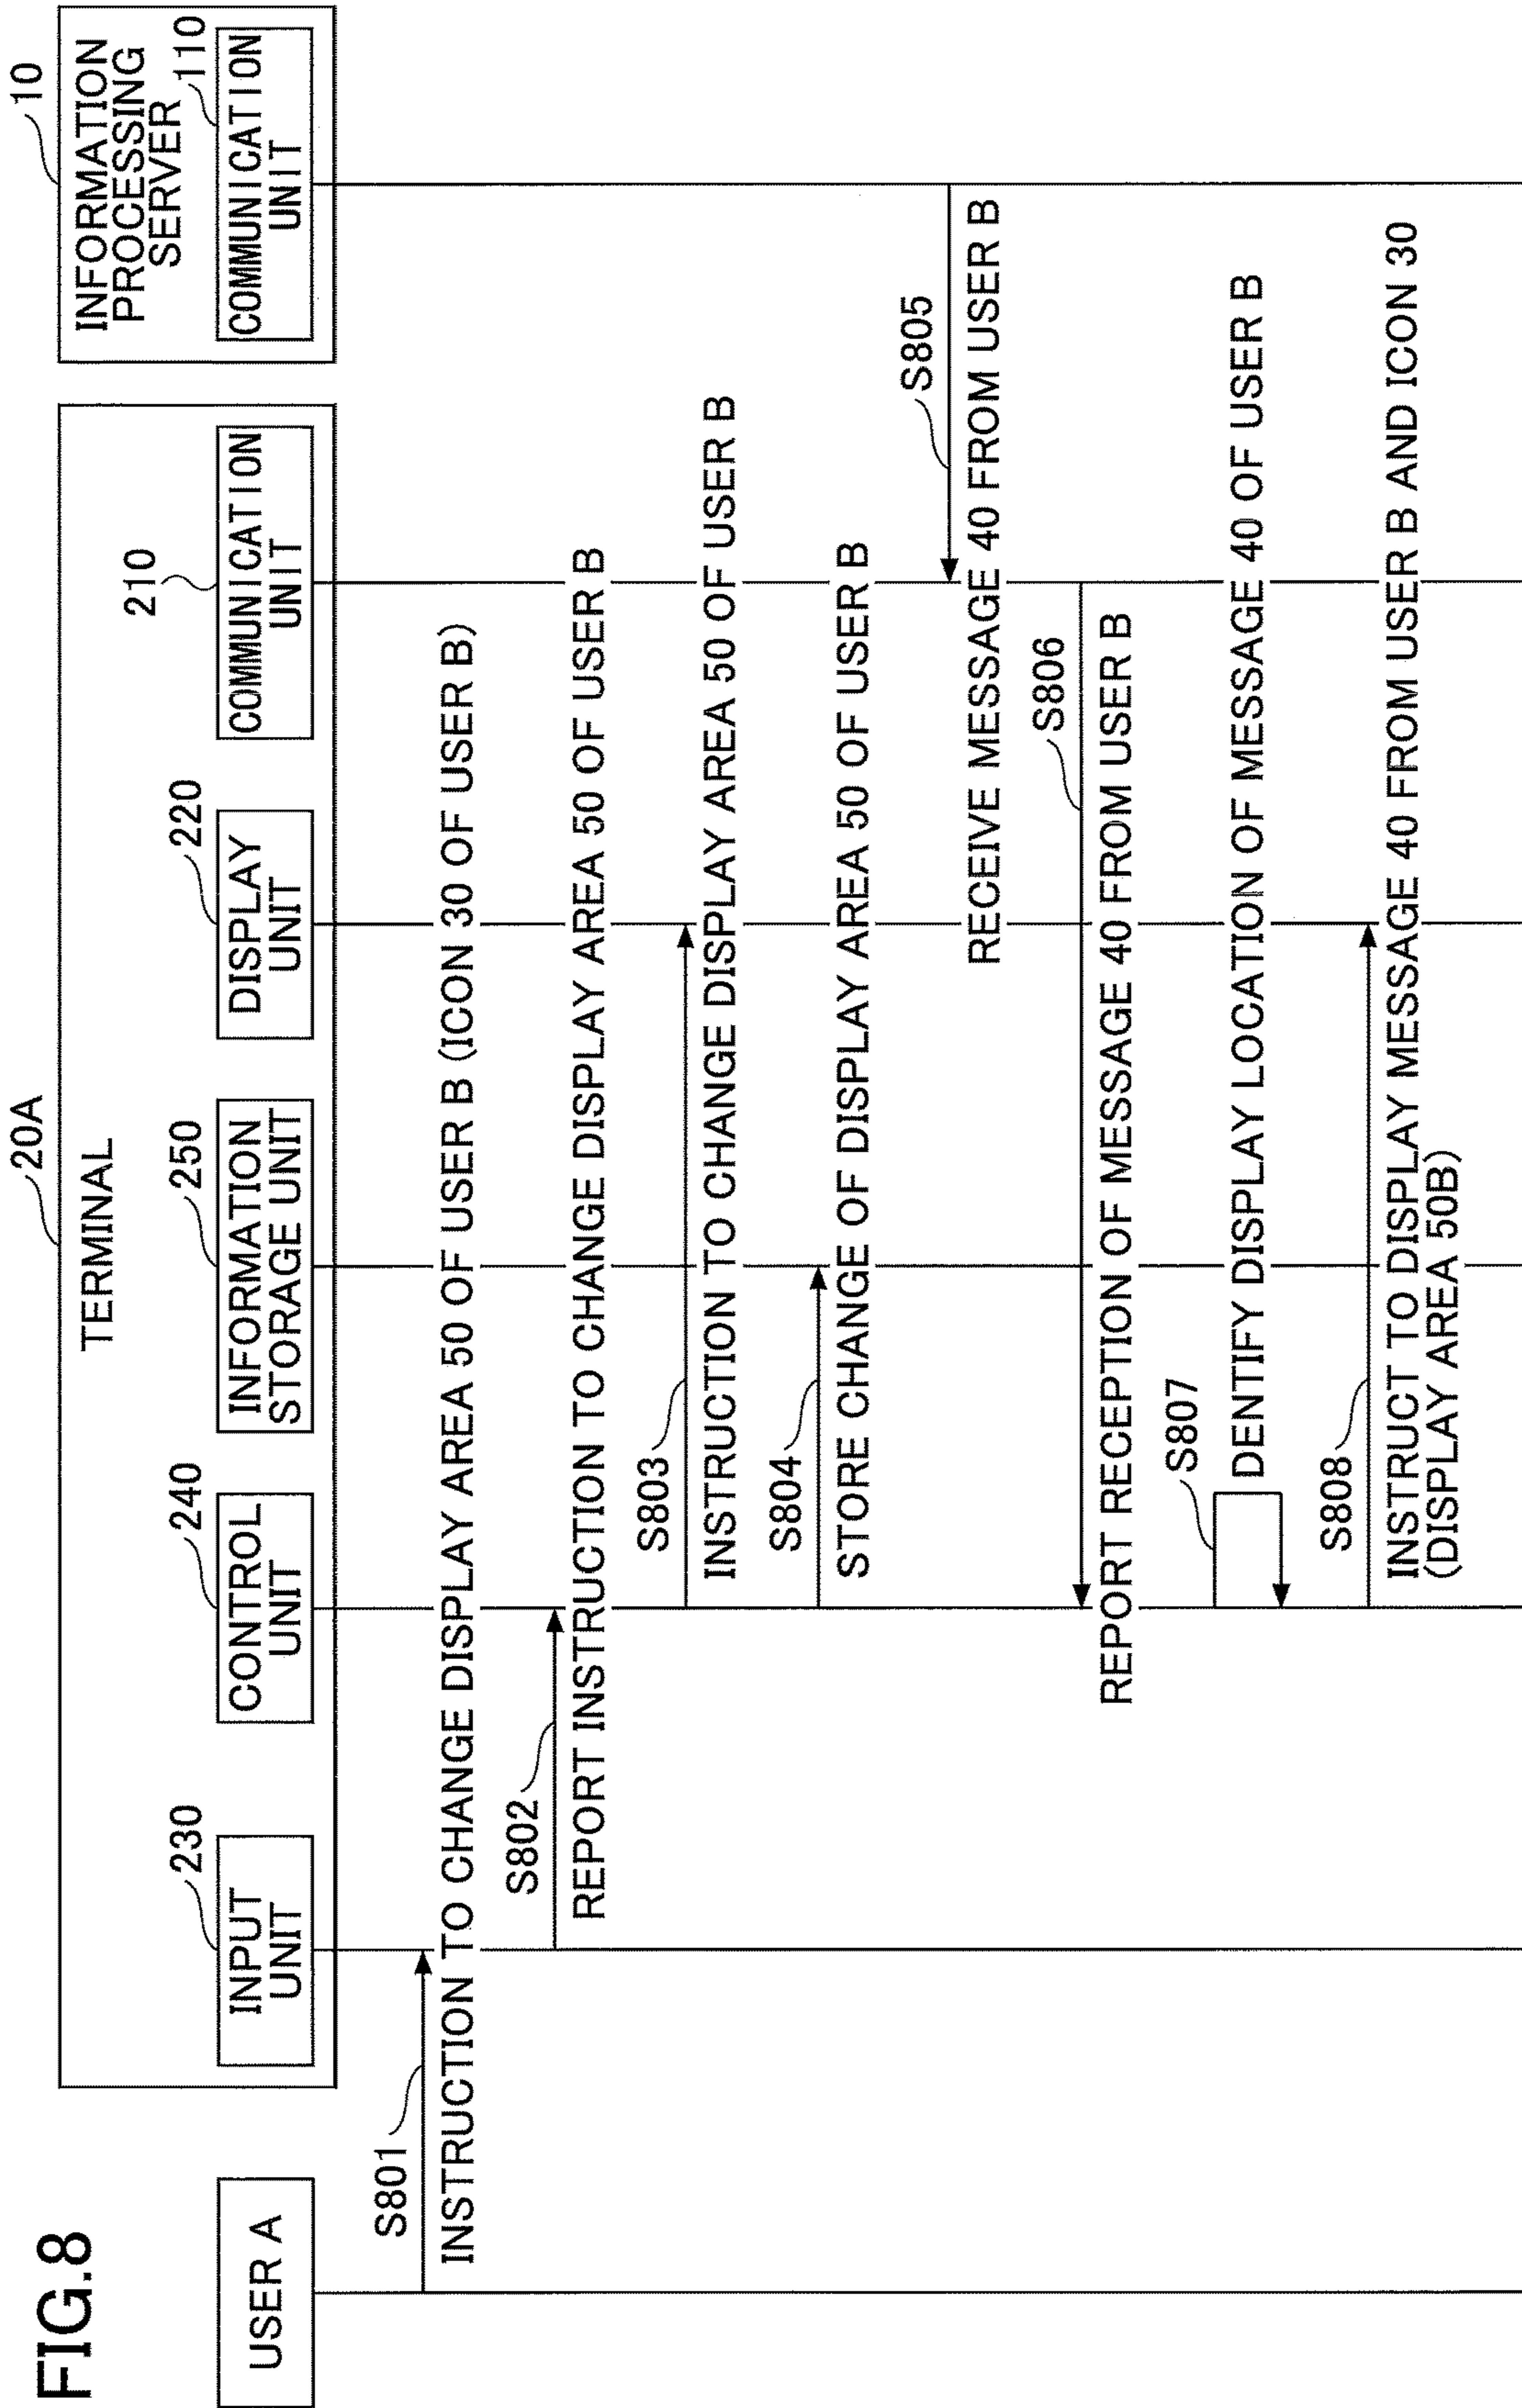 FIG.8
USER A
20A
TERMINAL
230
INPUT
UNIT
240
CONTROL
UNIT
250
INFORMATION
STORAGE UNIT
220
DISPLAY
UNIT
210
COMMUNICATION
UNIT
10
INFORMATION
PROCESSING
SERVER
110
COMMUNICATION
UNIT
S801
INSTRUCTION TO CHANGE DISPLAY AREA 50 OF USER B (ICON 30 OF USER B)
S802
REPORT INSTRUCTION TO CHANGE DISPLAY AREA 50 OF USER B
S803
INSTRUCTION TO CHANGE DISPLAY AREA 50 OF USER B
S804
STORE CHANGE OF DISPLAY AREA 50 OF USER B
S805
RECEIVE MESSAGE 40 FROM USER B
S806
REPORT RECEPTION OF MESSAGE 40 FROM USER B
S807
IDENTIFY DISPLAY LOCATION OF MESSAGE 40 OF USER B
S808
INSTRUCT TO DISPLAY MESSAGE 40 FROM USER B AND ICON 30
(DISPLAY AREA 50B)